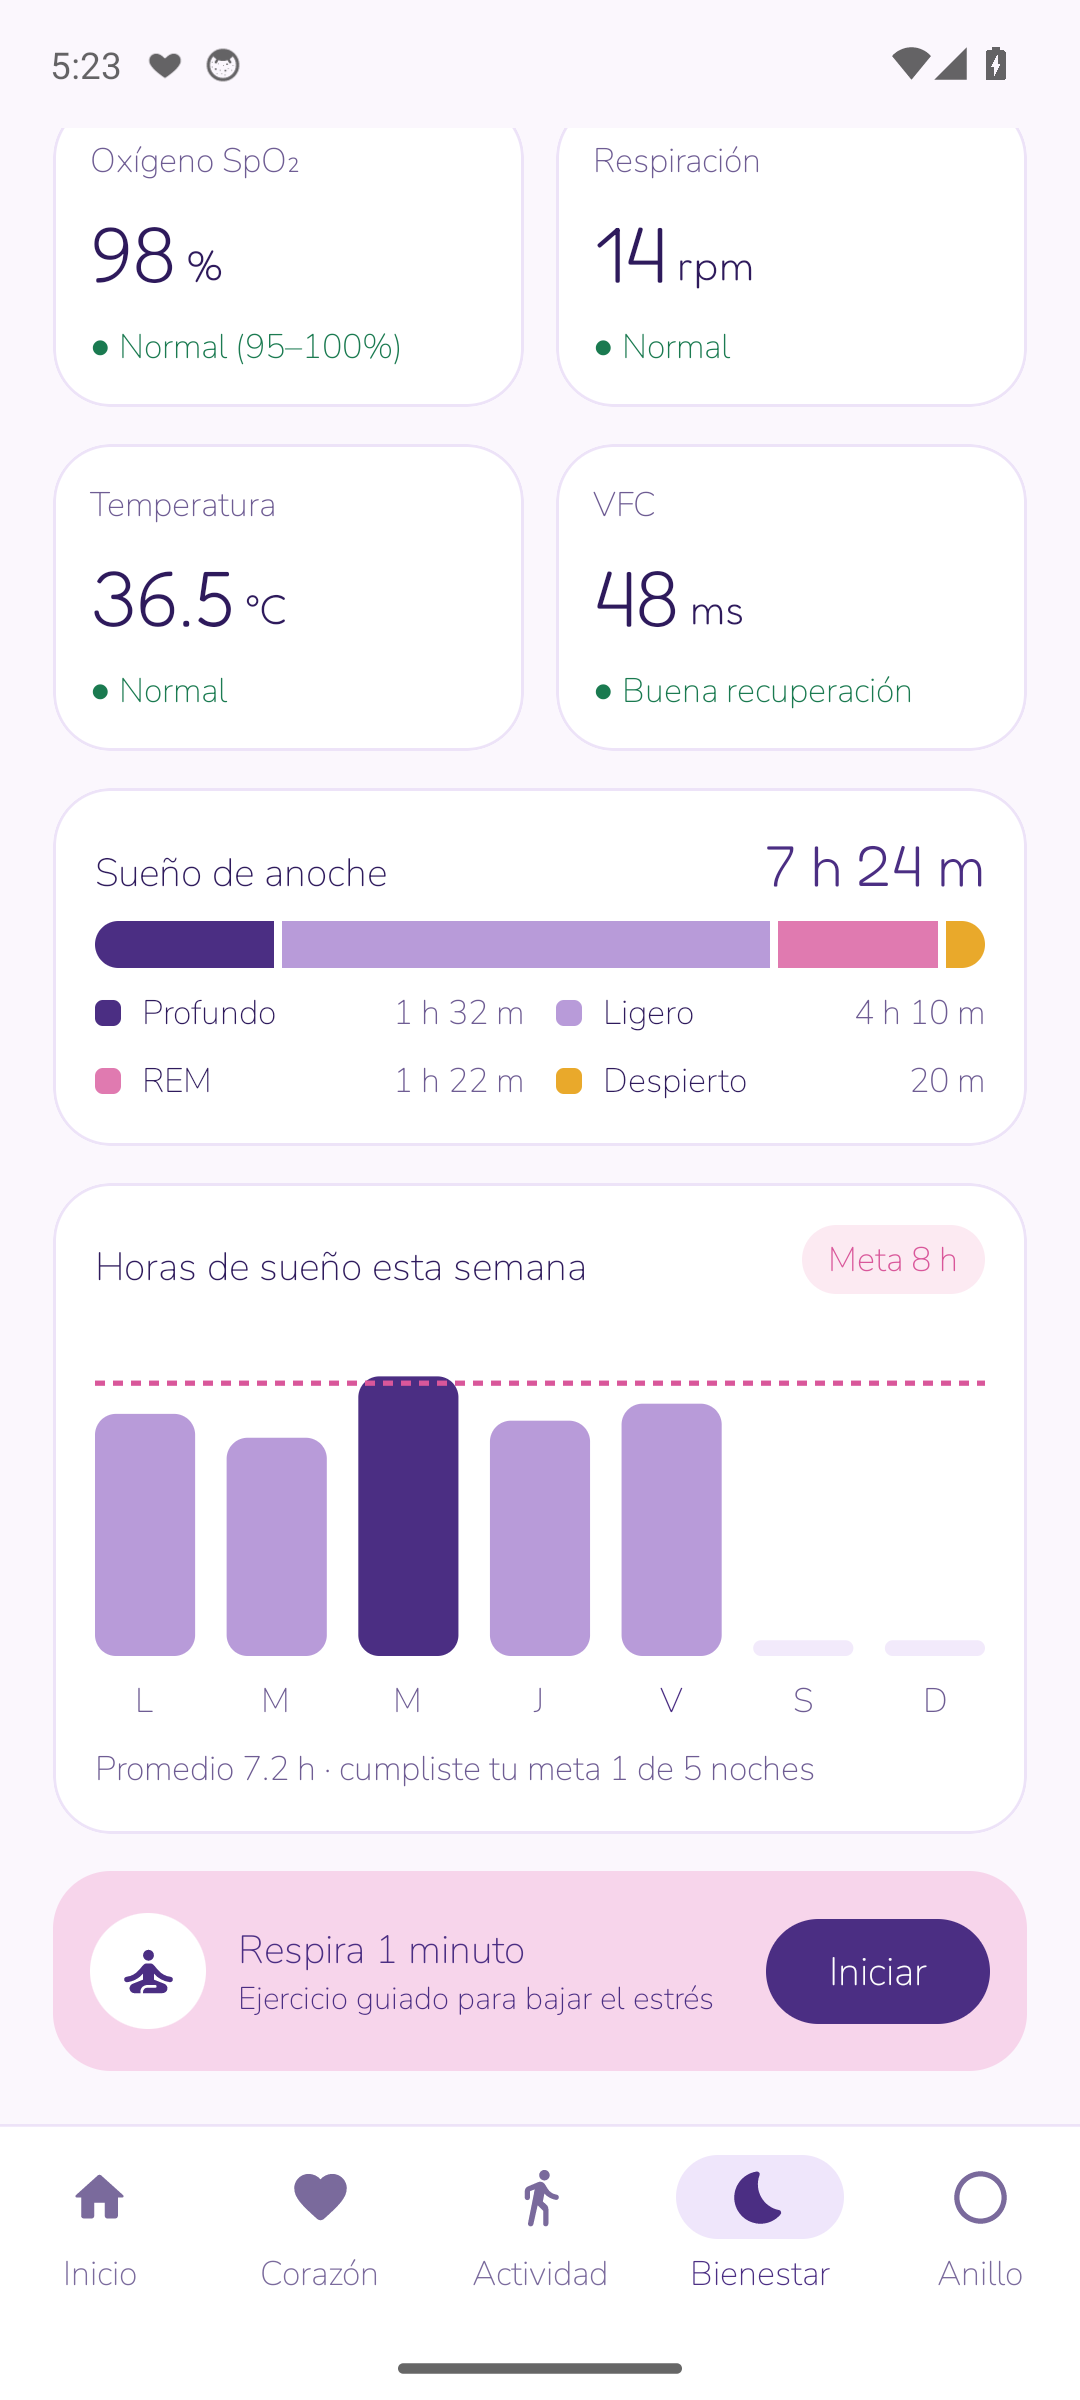 5:23
Oxígeno SpO₂
98 %
● Normal (95–100%)
Respiración
14 rpm
● Normal
Temperatura
36.5 °C
● Normal
VFC
48 ms
● Buena recuperación
Sueño de anoche
7 h 24 m
Profundo 1 h 32 m
Ligero 4 h 10 m
REM 1 h 22 m
Despierto 20 m
Horas de sueño esta semana
Meta 8 h
L M M J V S D
Promedio 7.2 h · cumpliste tu meta 1 de 5 noches
Respira 1 minuto
Ejercicio guiado para bajar el estrés
Iniciar
Inicio Corazón Actividad Bienestar Anillo